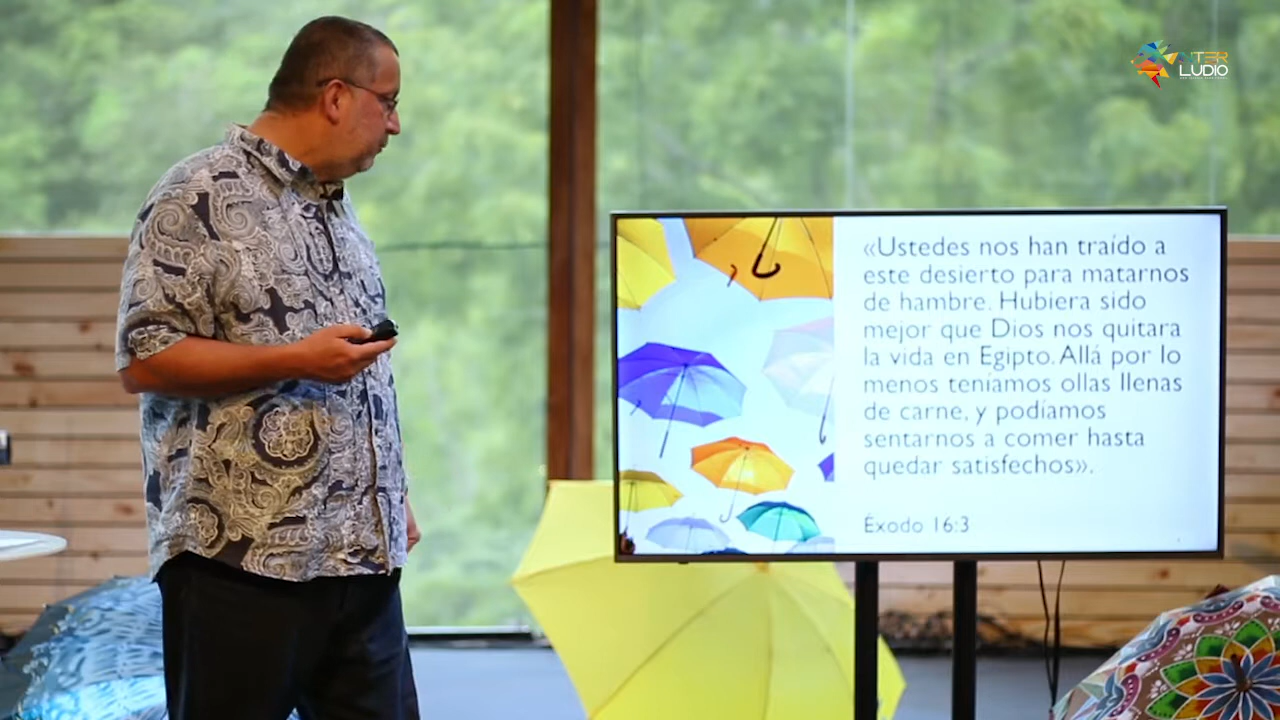 INTER
LUDIO
«Ustedes nos han traído a
este desierto para matarnos
de hambre. Hubiera sido
mejor que Dios nos quitara
la vida en Egipto. Allá por lo
menos teníamos ollas llenas
de carne, y podíamos
sentarnos a comer hasta
quedar satisfechos».
Éxodo 16:3